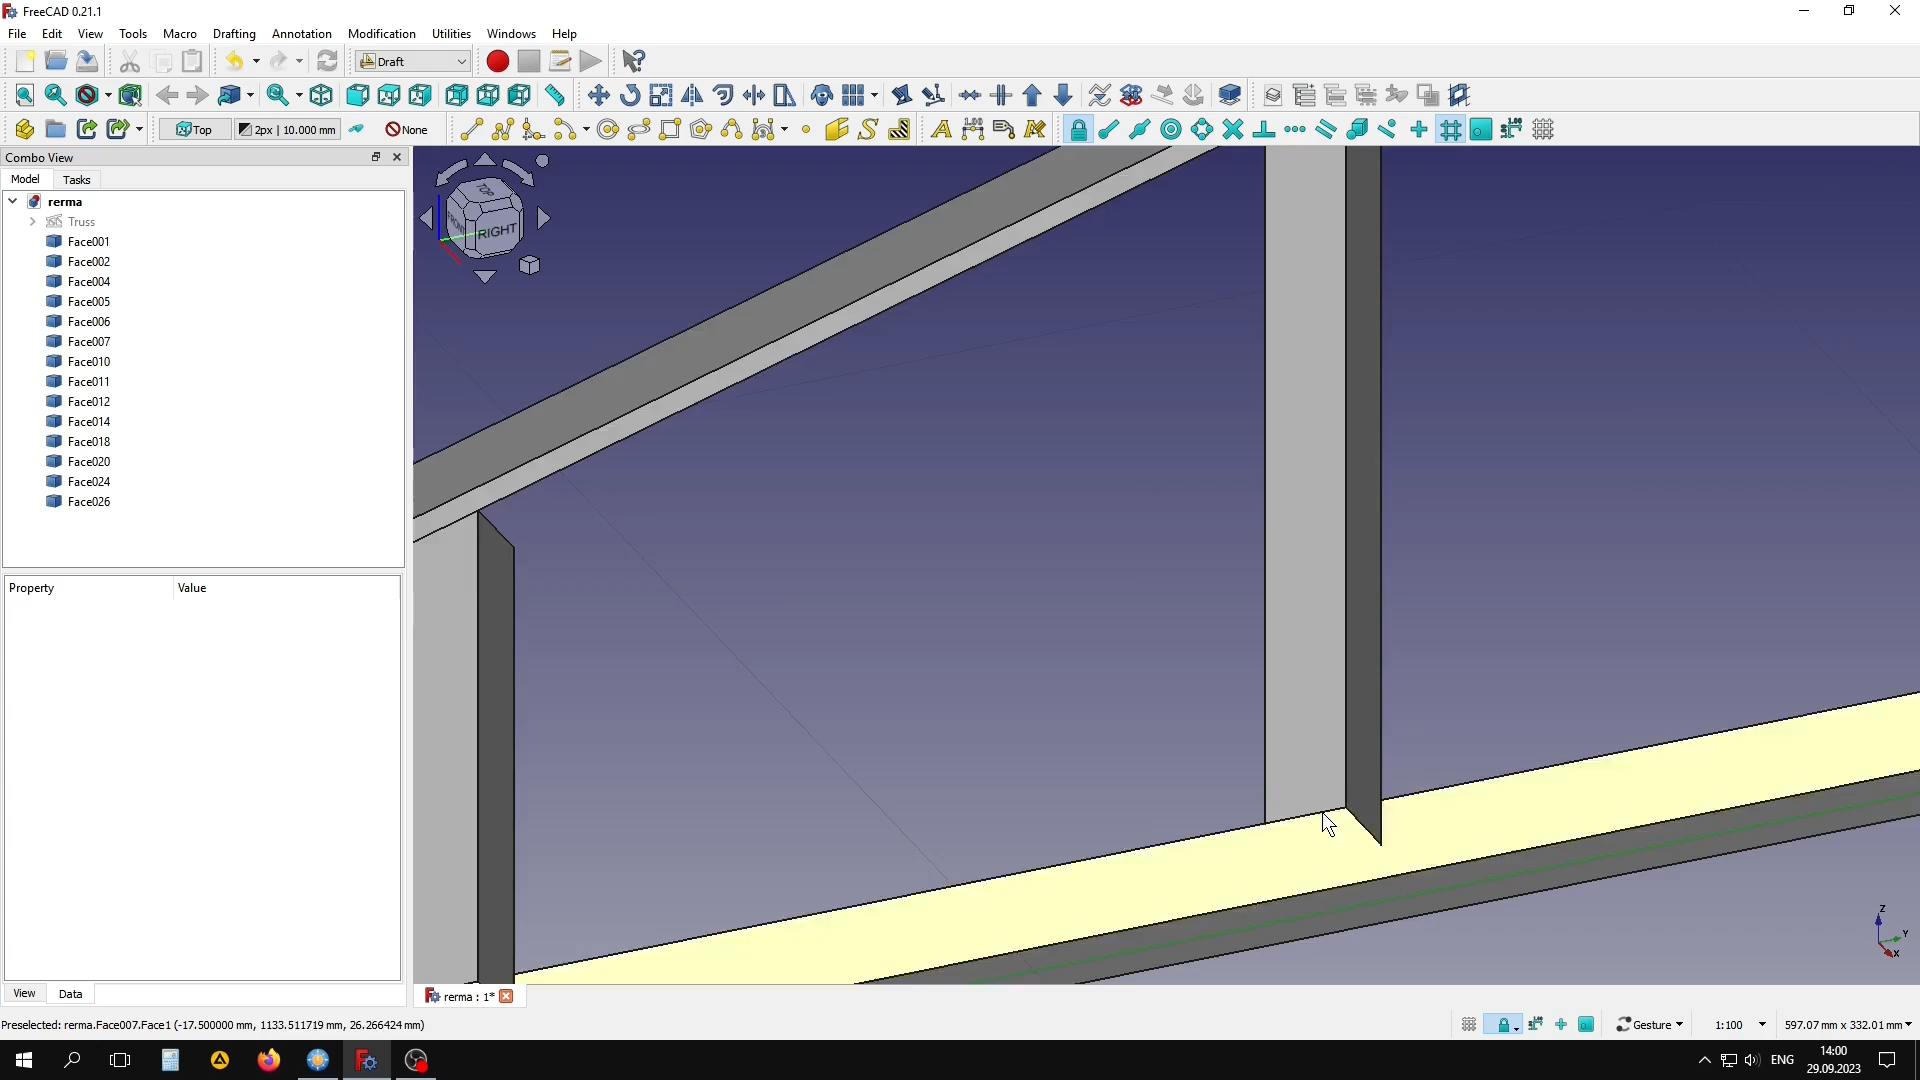 FreeCAD 0.21.1
File Edit View Tools Macro Drafting Annotation Modification Utilities Windows Help
Draft
Top 2px | 10.000 mm None
Combo View
Model Tasks
rerma
Truss
Face001
Face002
Face004
Face005
Face006
Face007
Face010
Face011
Face012
Face014
Face018
Face020
Face024
Face026
Property Value
View Data
TOP
FRONT
RIGHT
Z
Y
X
rerma : 1*
Preselected: rerma.Face007.Face1 (-17.500000 mm, 1133.511719 mm, 26.266424 mm)
Gesture 1:100 597.07 mm x 332.01 mm
ENG
14:00
29.09.2023